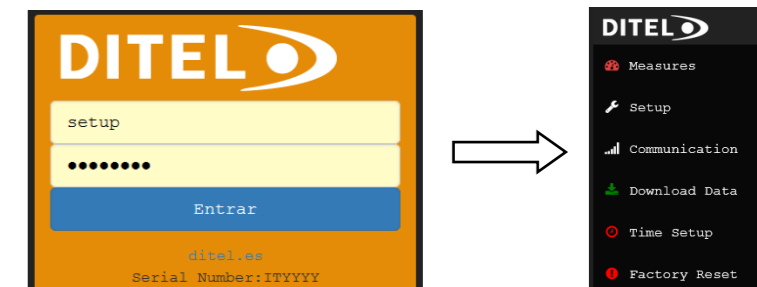 DITEL
setup
••••••••
Entrar
ditel.es
Serial Number:ITYYYY
DITEL
Measures
Setup
Communication
Download Data
Time Setup
Factory Reset